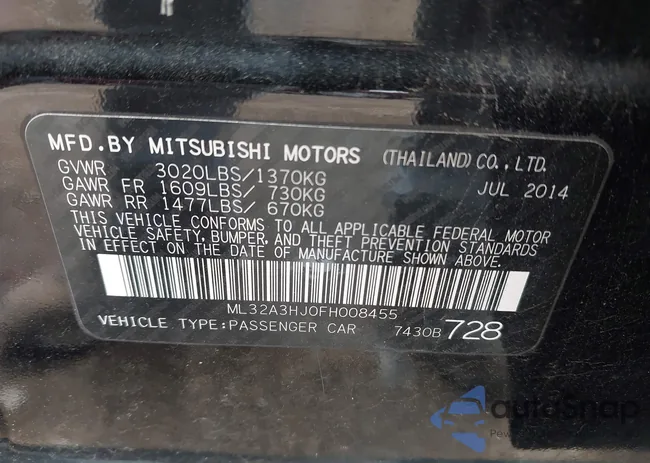 MFD.BY MITSUBISHI MOTORS (THAILAND)CO.,LTD.
GVWR 3020LBS/1370KG JUL 2014
GAWR FR 1609LBS/ 730KG
GAWR RR 1477LBS/ 670KG
THIS VEHICLE CONFORMS TO ALL APPLICABLE FEDERAL MOTOR
VEHICLE SAFETY, BUMPER, AND THEFT PREVENTION STANDARDS
IN EFFECT ON THE DATE OF MANUFACTURE SHOWN ABOVE.
ML32A3HJ0FH008455
VEHICLE TYPE:PASSENGER CAR 7430B 728
autoSnap